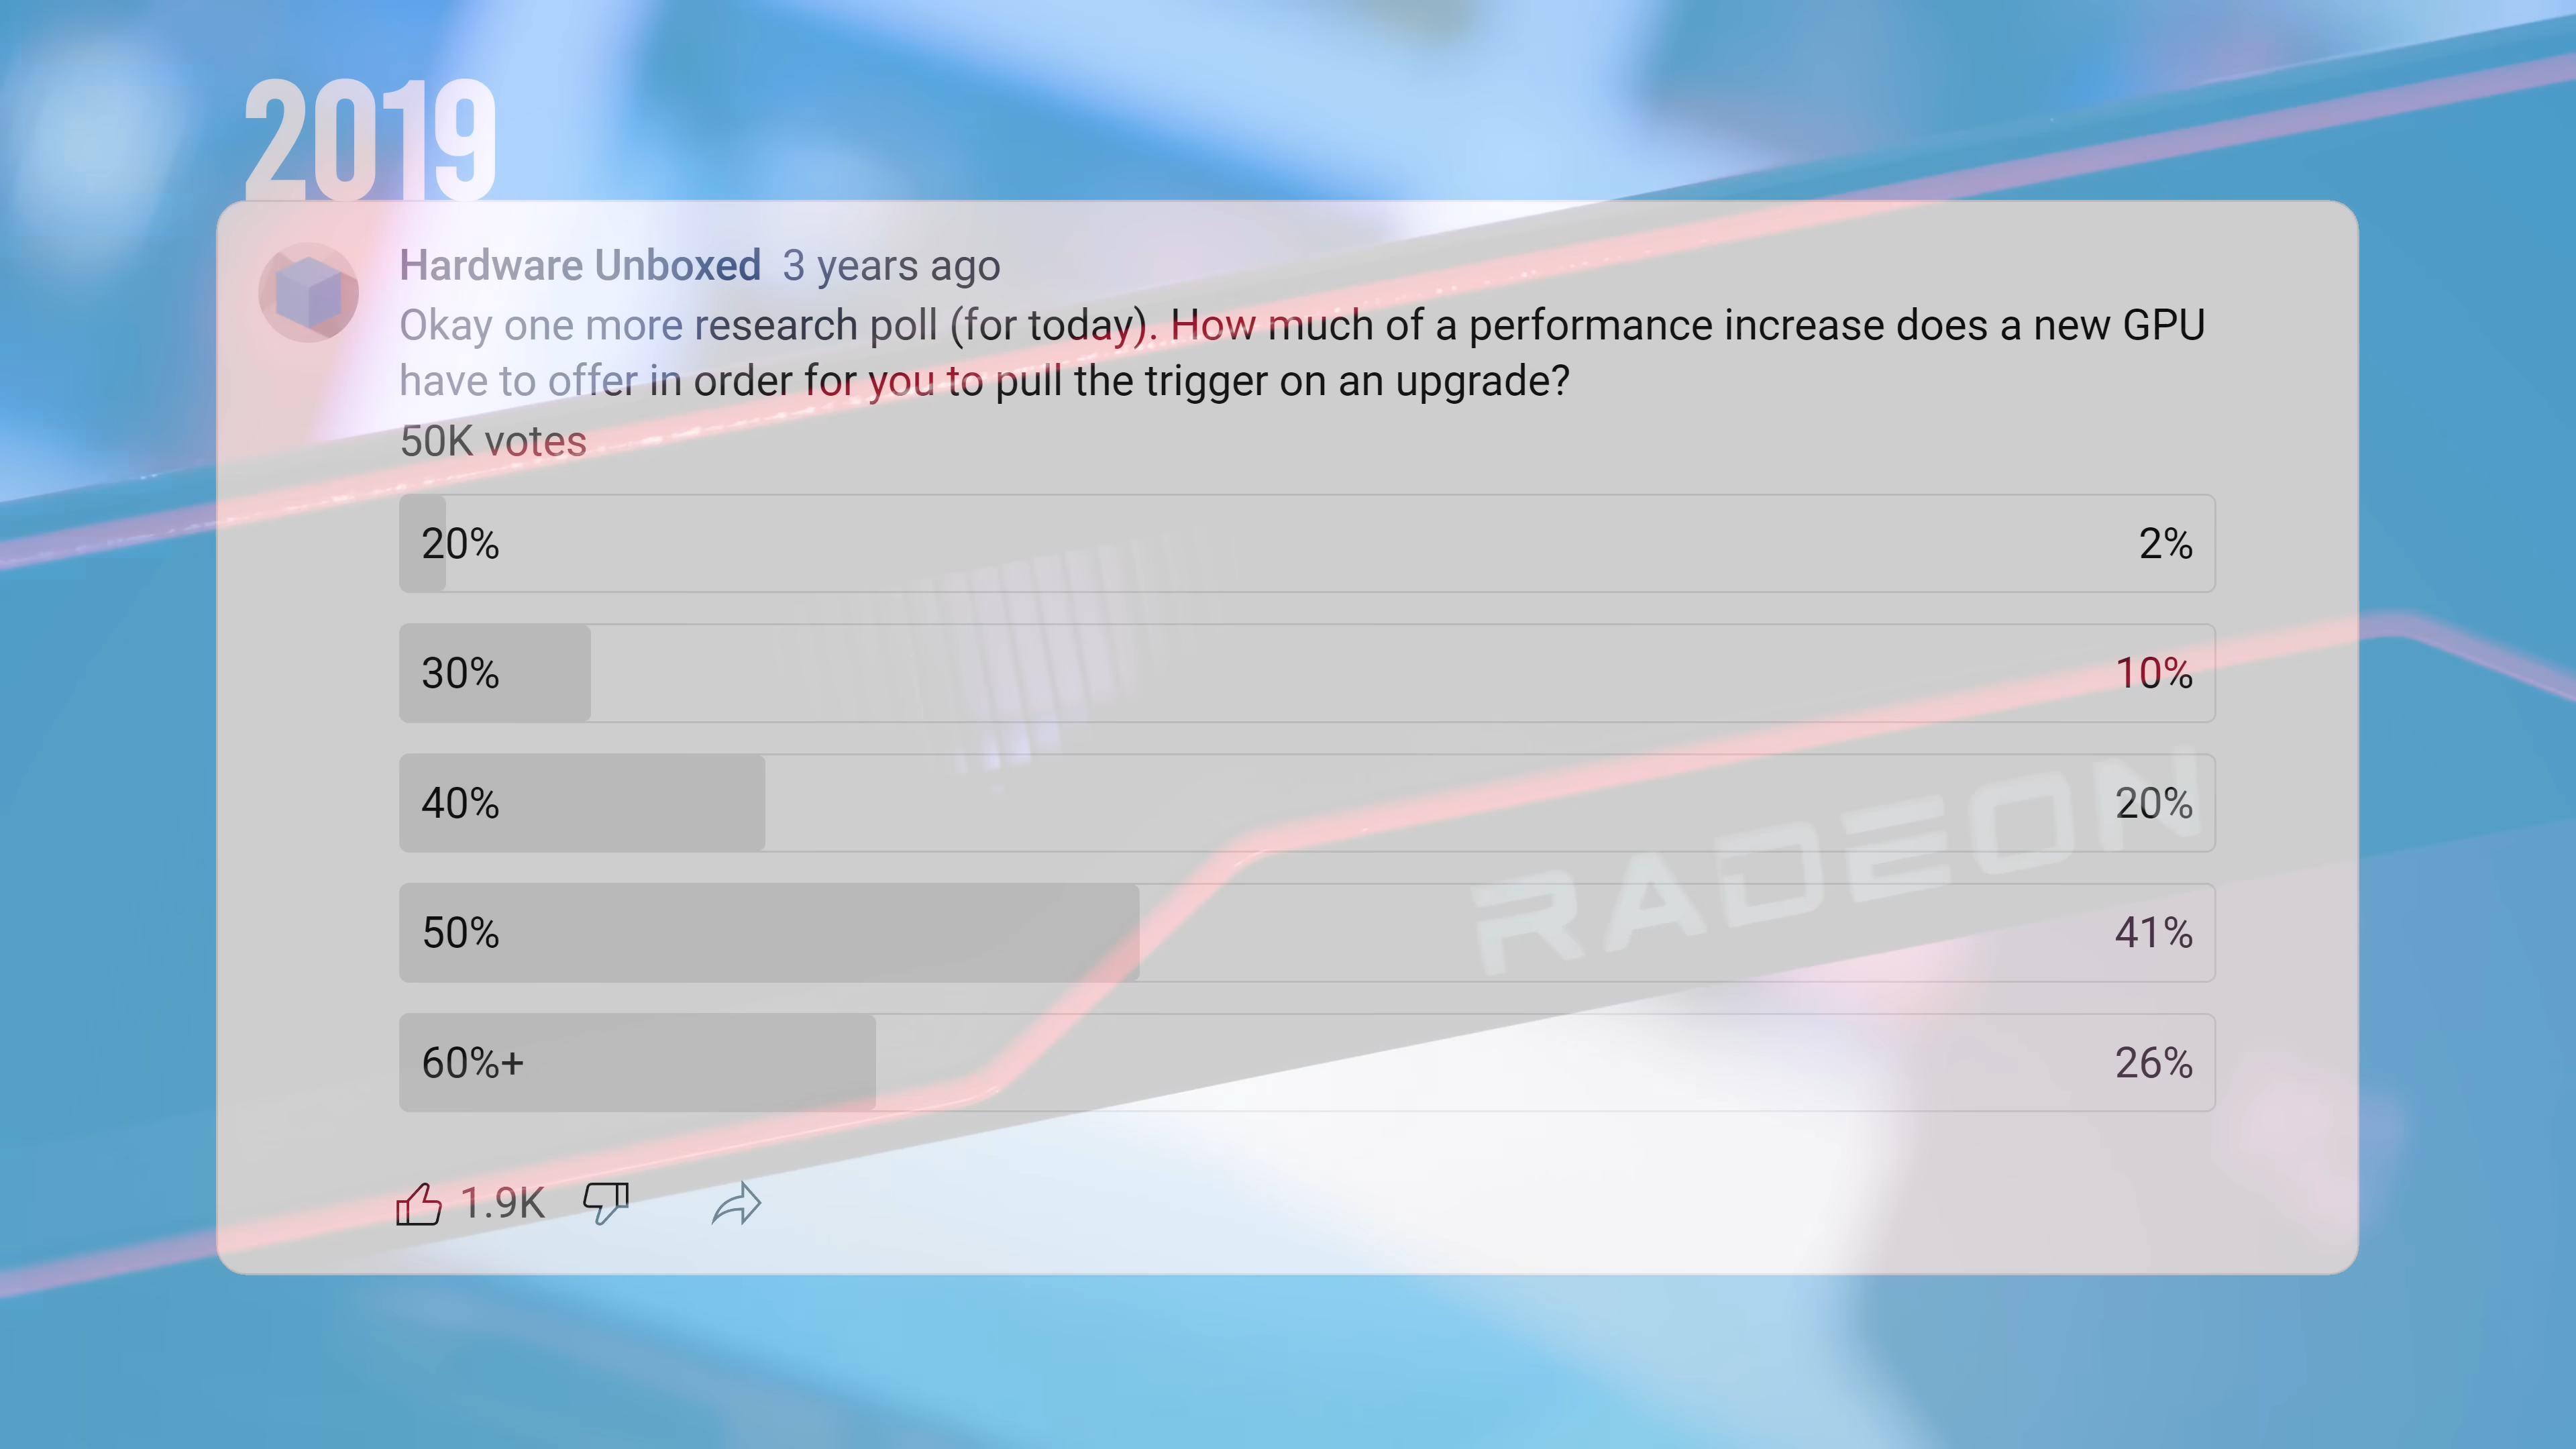 2019
Hardware Unboxed 3 years ago
Okay one more research poll (for today). How much of a performance increase does a new GPU
have to offer in order for you to pull the trigger on an upgrade?
50K votes
20% 2%
30% 10%
40% 20%
RADEON
50% 41%
60%+ 26%
1.9K